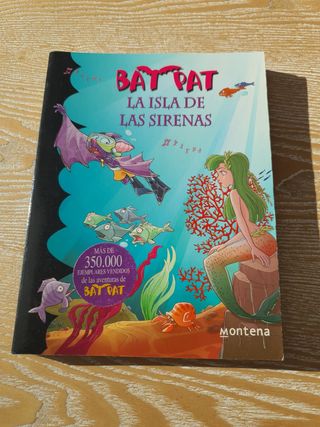 BAT PAT
LA ISLA DE
LAS SIRENAS
MÁS DE
350.000
EJEMPLARES VENDIDOS
de las aventuras de
BAT PAT
Montena